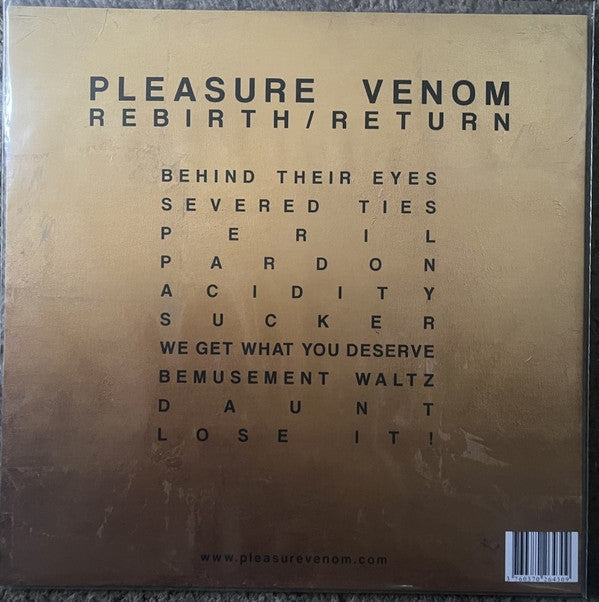 PLEASURE VENOM
REBIRTH/RETURN
BEHIND THEIR EYES
SEVERED TIES
PERIL
PARDON
ACIDITY
SUCKER
WE GET WHAT YOU DESERVE
BEMUSEMENT WALTZ
DAUNT
LOSE IT!
www.pleasurevenom.com